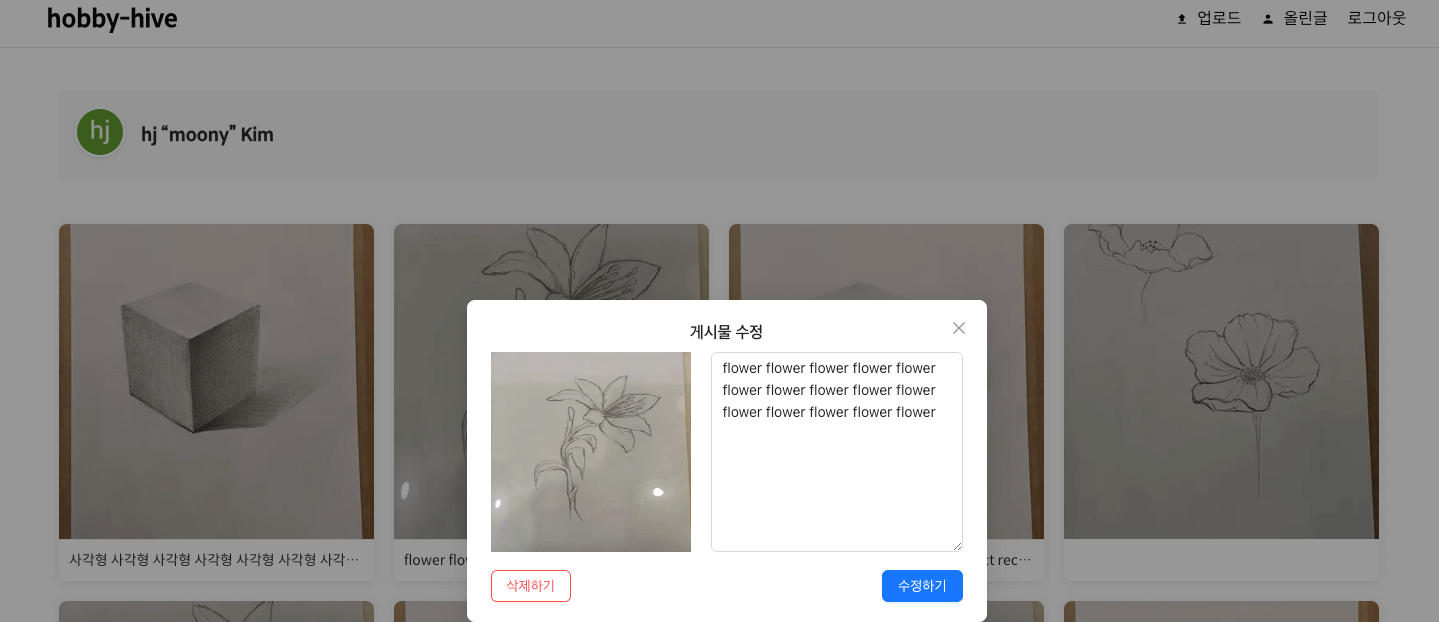 hobby-hive
업로드
올린글
로그아웃
hj
hj “moony” Kim
게시물 수정
flower flower flower flower flower
flower flower flower flower flower
flower flower flower flower flower
사각형 사각형 사각형 사각형 사각형 사각형 사각…
flower
rec…
삭제하기
수정하기